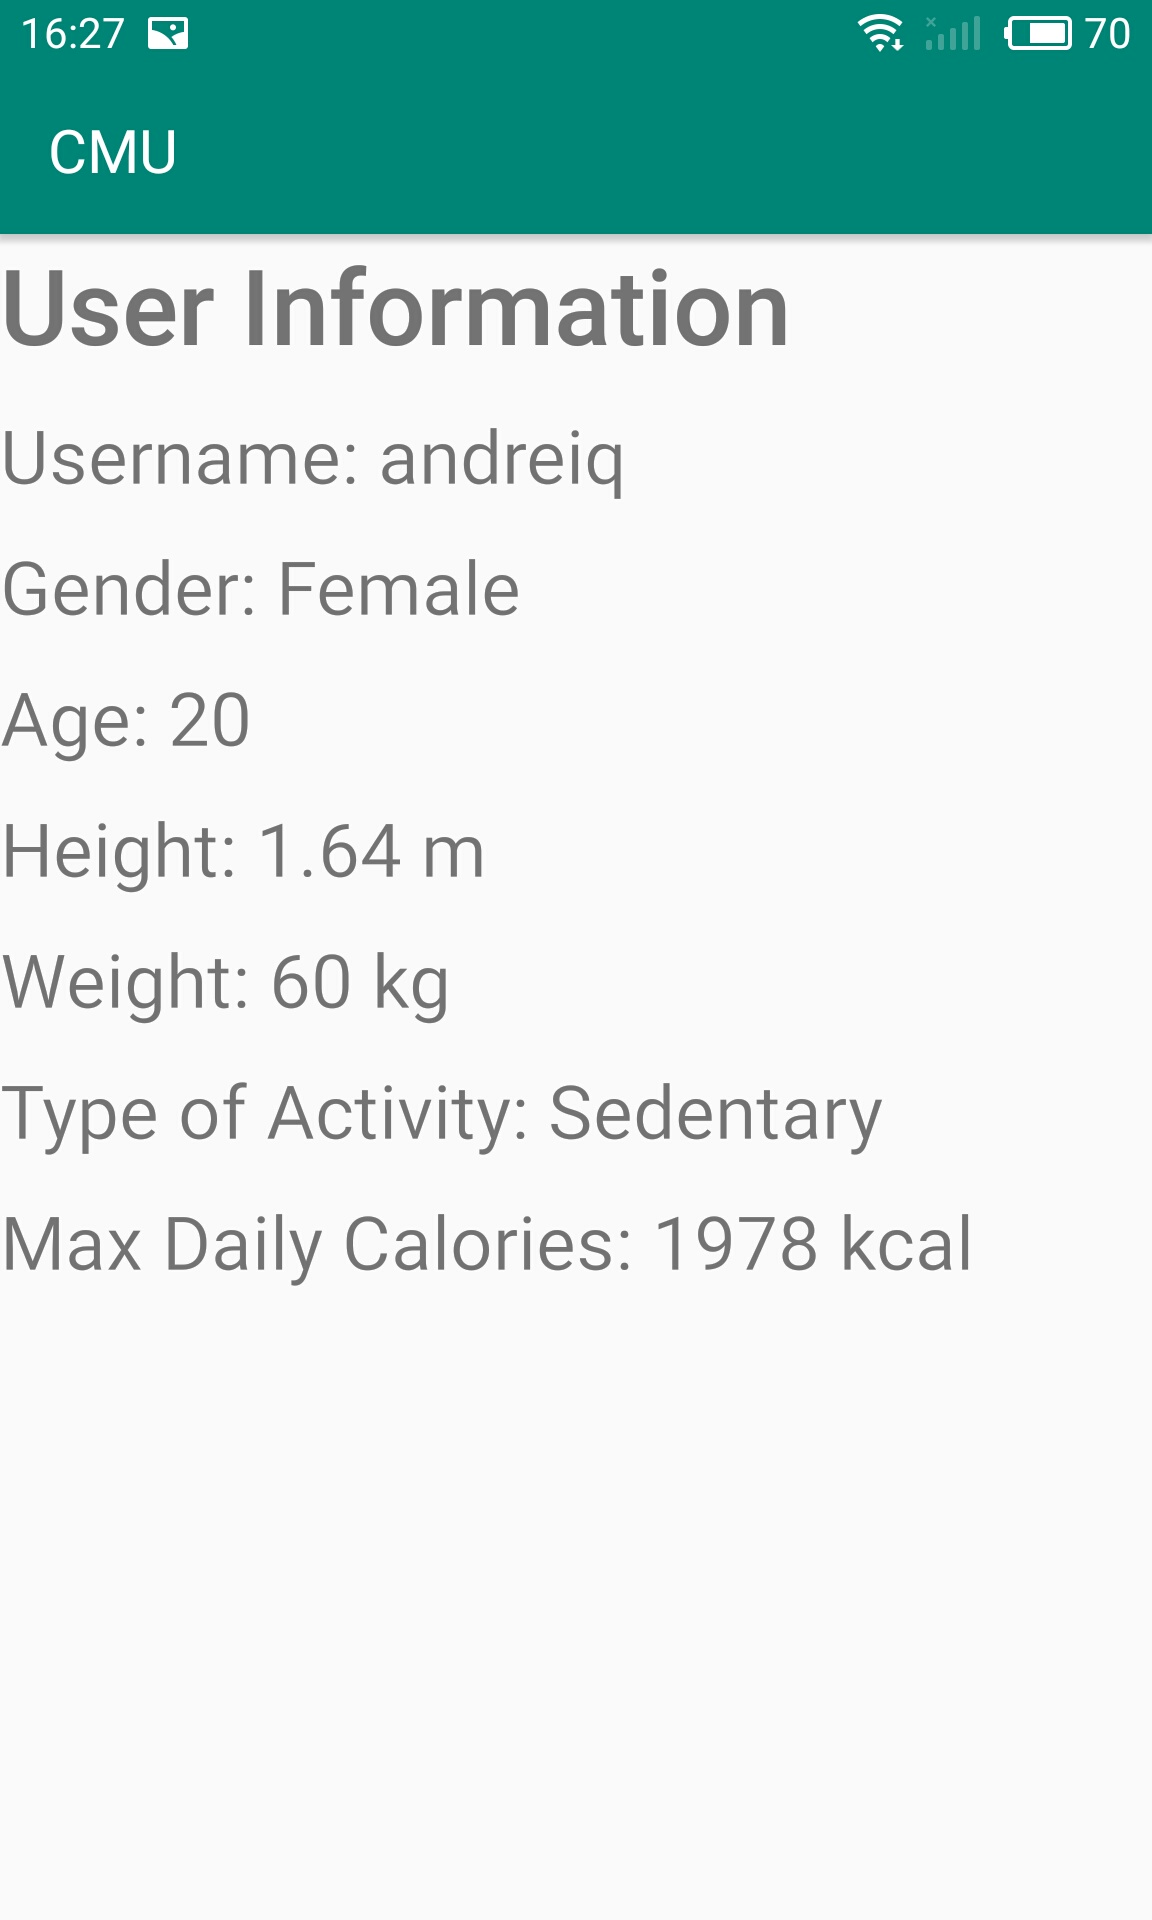 16:27 70
CMU
User Information
Username: andreiq
Gender: Female
Age: 20
Height: 1.64 m
Weight: 60 kg
Type of Activity: Sedentary
Max Daily Calories: 1978 kcal